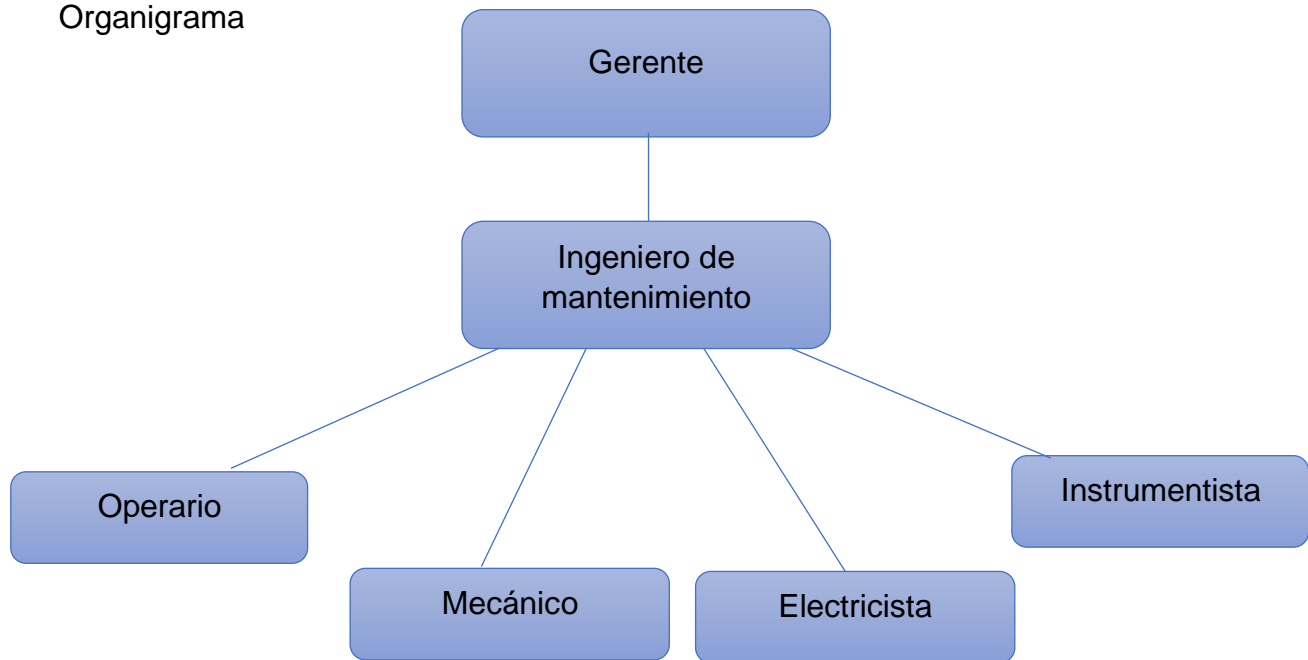 Organigrama
Gerente
Ingeniero de
mantenimiento
Operario
Instrumentista
Mecánico
Electricista